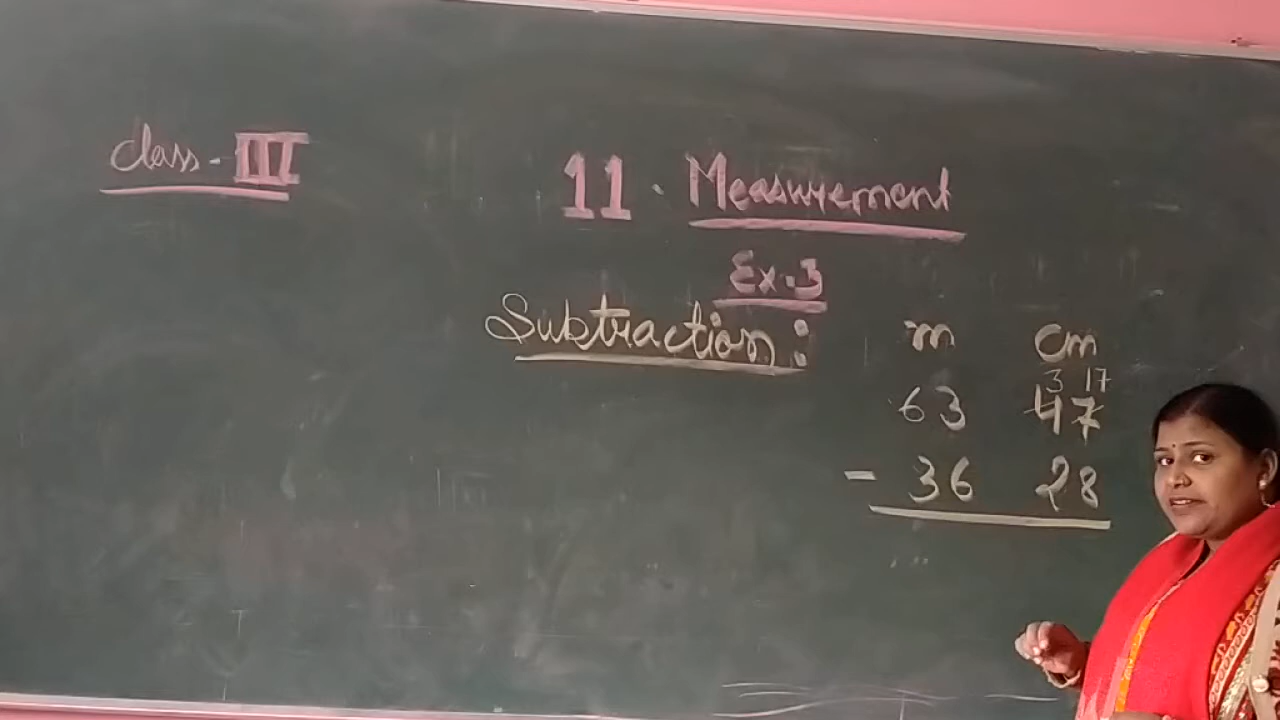 Class - III
11. Measurement
Ex.3
Subtraction :
m cm
3 17
63 47
- 36 28